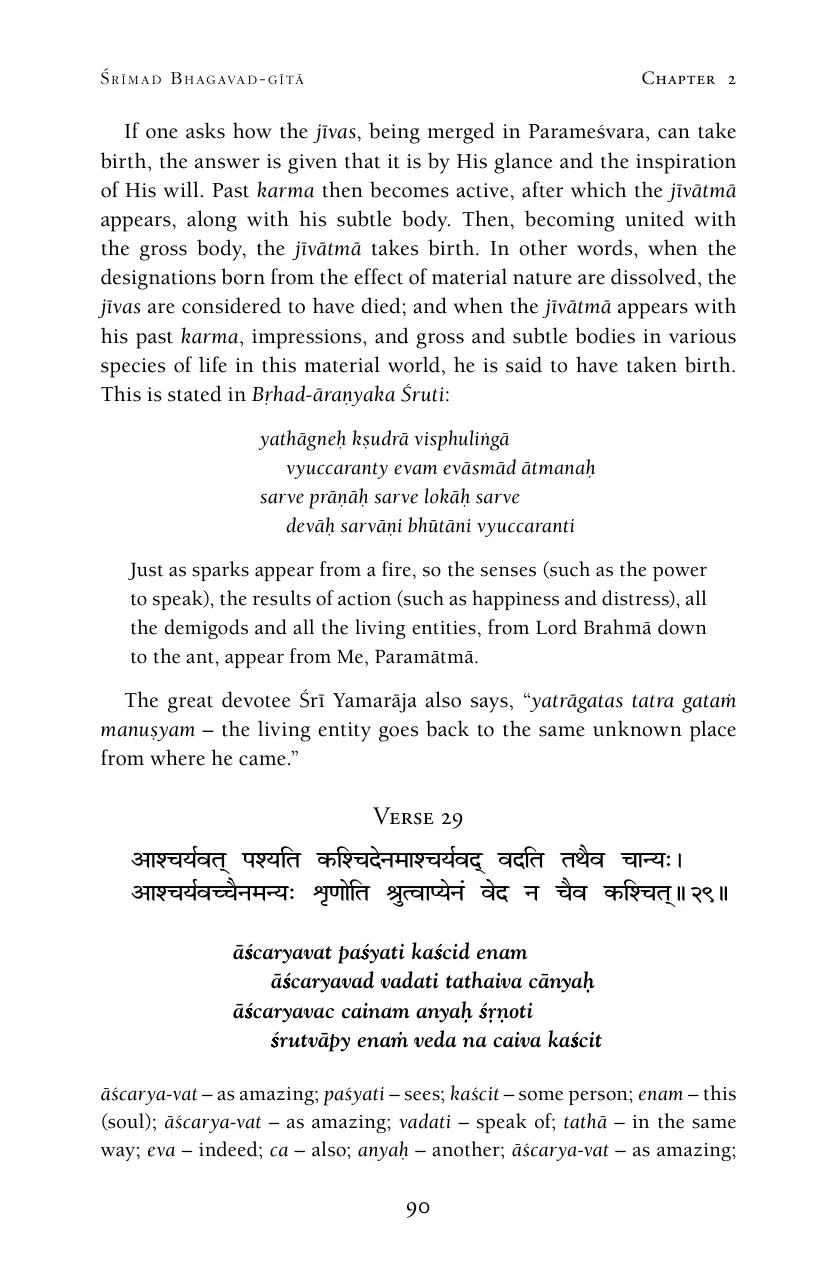 Śrīmad Bhagavad-gītā Chapter 2
If one asks how the jīvas, being merged in Parameśvara, can take
birth, the answer is given that it is by His glance and the inspiration
of His will. Past karma then becomes active, after which the jīvātmā
appears, along with his subtle body. Then, becoming united with
the gross body, the jīvātmā takes birth. In other words, when the
designations born from the effect of material nature are dissolved, the
jīvas are considered to have died; and when the jīvātmā appears with
his past karma, impressions, and gross and subtle bodies in various
species of life in this material world, he is said to have taken birth.
This is stated in Bṛhad-āraṇyaka Śruti:
yathāgneḥ kṣudrā visphuliṅgā
vyuccaranty evam evāsmād ātmanaḥ
sarve prāṇāḥ sarve lokāḥ sarve
devāḥ sarvāṇi bhūtāni vyuccaranti
Just as sparks appear from a fire, so the senses (such as the power
to speak), the results of action (such as happiness and distress), all
the demigods and all the living entities, from Lord Brahmā down
to the ant, appear from Me, Paramātmā.
The great devotee Śrī Yamarāja also says, “yatrāgatas tatra gataṁ
manuṣyam – the living entity goes back to the same unknown place
from where he came.”
Verse 29
आश्चर्यवत् पश्यति कश्चिदेनमाश्चर्यवद् वदति तथैव चान्यः।
आश्चर्यवच्चैनमन्यः शृणोति श्रुत्वाप्येनं वेद न चैव कश्चित्॥२९॥
āścaryavat paśyati kaścid enam
āścaryavad vadati tathaiva cānyaḥ
āścaryavac cainam anyaḥ śṛṇoti
śrutvāpy enaṁ veda na caiva kaścit
āścarya-vat – as amazing; paśyati – sees; kaścit – some person; enam – this
(soul); āścarya-vat – as amazing; vadati – speak of; tathā – in the same
way; eva – indeed; ca – also; anyaḥ – another; āścarya-vat – as amazing;
90